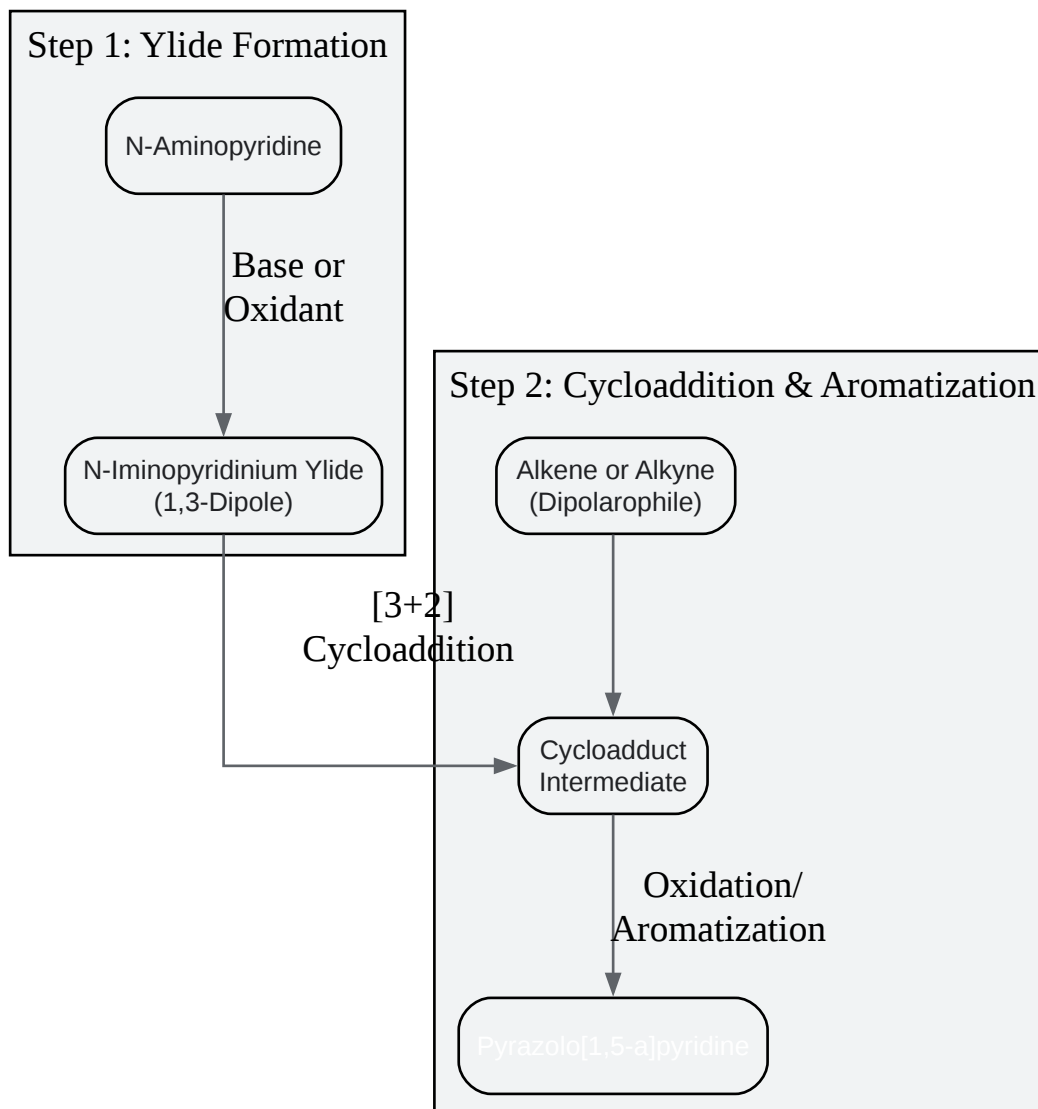 Step 1: Ylide Formation
N-Aminopyridine
Base or
Oxidant
N-Iminopyridinium Ylide
(1,3-Dipole)
Step 2: Cycloaddition & Aromatization
Alkene or Alkyne
(Dipolarophile)
[3+2]
Cycloaddition
Cycloadduct
Intermediate
Oxidation/
Aromatization
Pyrazolo[1,5-a]pyridine